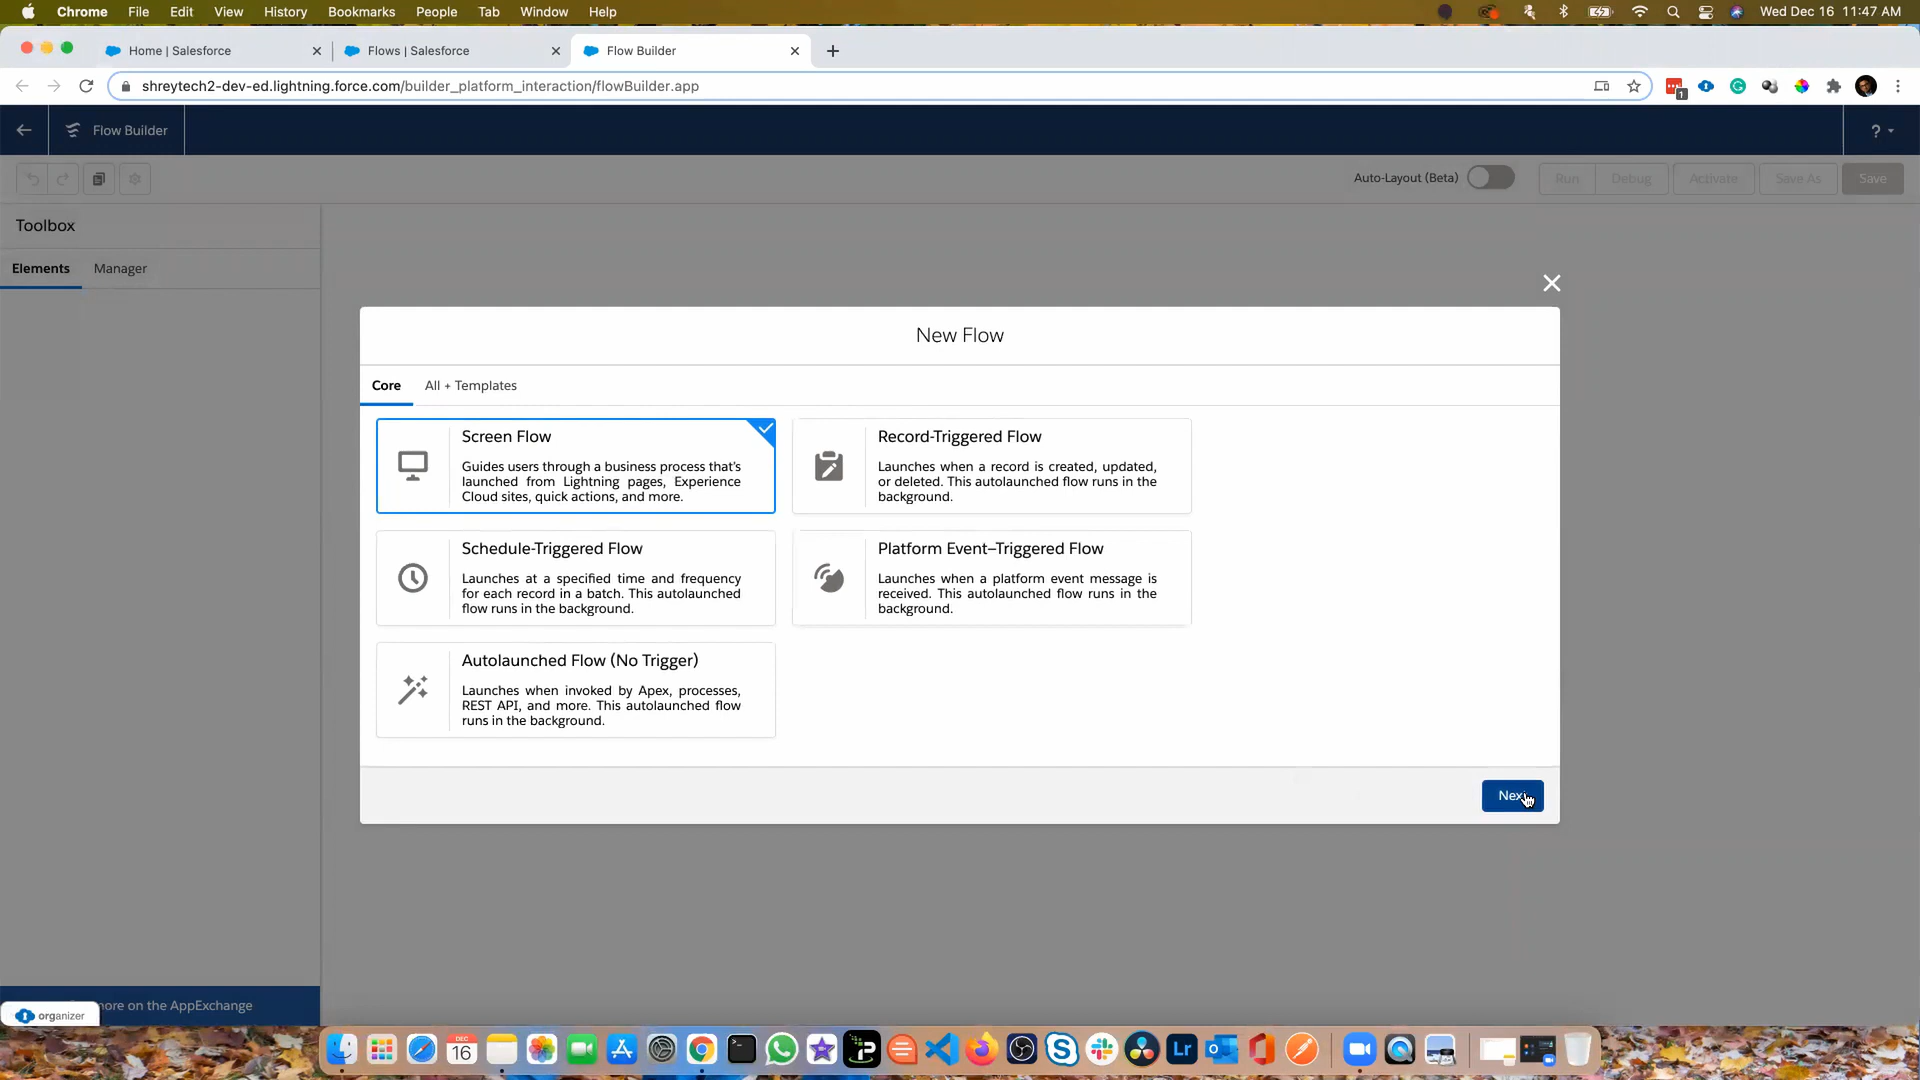 Chrome File Edit View History Bookmarks People Tab Window Help
Wed Dec 16 11:47 AM
Home | Salesforce
Flows | Salesforce
Flow Builder
shreytech2-dev-ed.lightning.force.com/builder_platform_interaction/flowBuilder.app
1
Flow Builder
?
Auto-Layout (Beta)
Run
Debug
Activate
Save As
Save
Toolbox
Elements
Manager
New Flow
Core
All + Templates
Screen Flow
Guides users through a business process that's
launched from Lightning pages, Experience
Cloud sites, quick actions, and more.
Record-Triggered Flow
Launches when a record is created, updated,
or deleted. This autolaunched flow runs in the
background.
Schedule-Triggered Flow
Launches at a specified time and frequency
for each record in a batch. This autolaunched
flow runs in the background.
Platform Event–Triggered Flow
Launches when a platform event message is
received. This autolaunched flow runs in the
background.
Autolaunched Flow (No Trigger)
Launches when invoked by Apex, processes,
REST API, and more. This autolaunched flow
runs in the background.
Next
more on the AppExchange
organizer
DEC
16
Lr